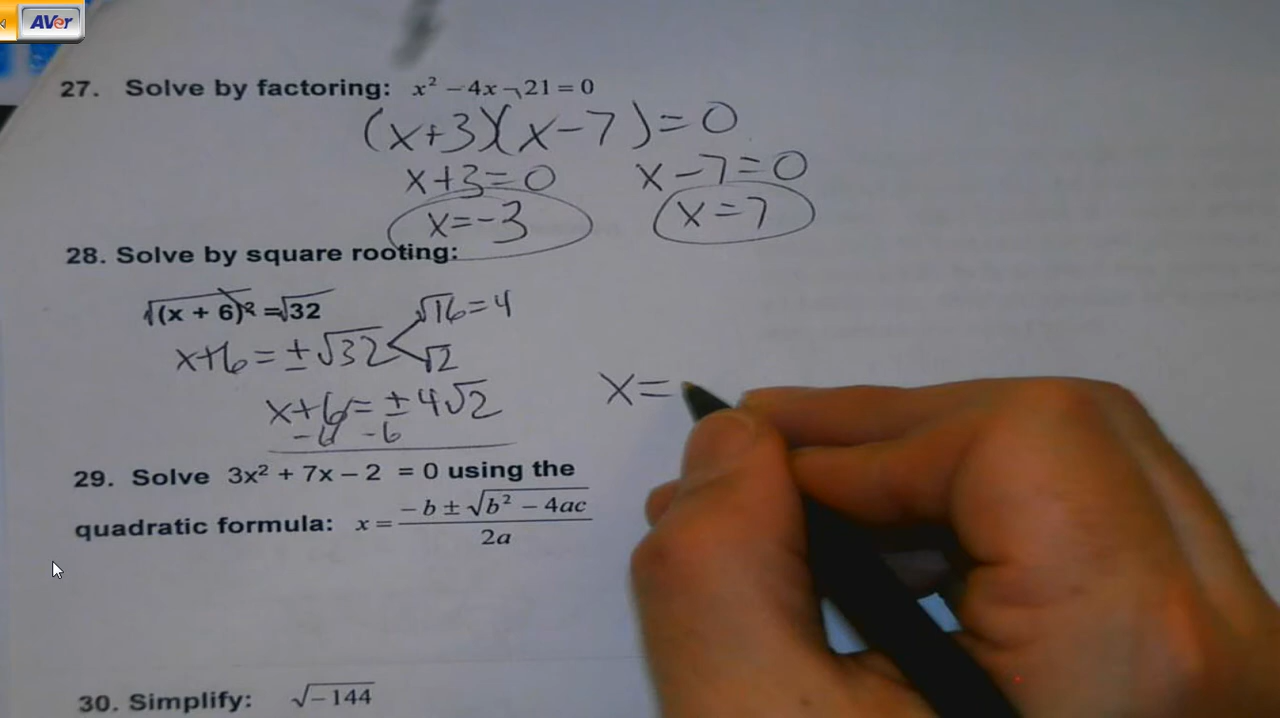 AVer
27. Solve by factoring: x² − 4x − 21 = 0
(x+3)(x−7)=0
x+3=0 x−7=0
x=−3 x=7
28. Solve by square rooting:
√(x + 6)² = √32
√16=4
x+6=±√32
√2
x+6=±4√2
x=
−6 −6
29. Solve 3x² + 7x – 2 = 0 using the
quadratic formula: x = (−b ± √(b² − 4ac)) / 2a
30. Simplify: √−144